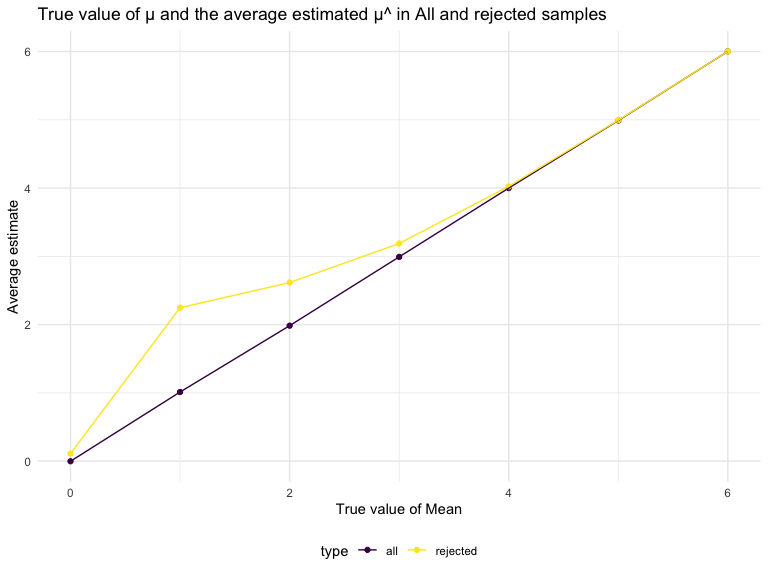 True value of μ and the average estimated μ^ in All and rejected samples
6
4
2
0
Average estimate
0 2 4 6
True value of Mean
type all rejected